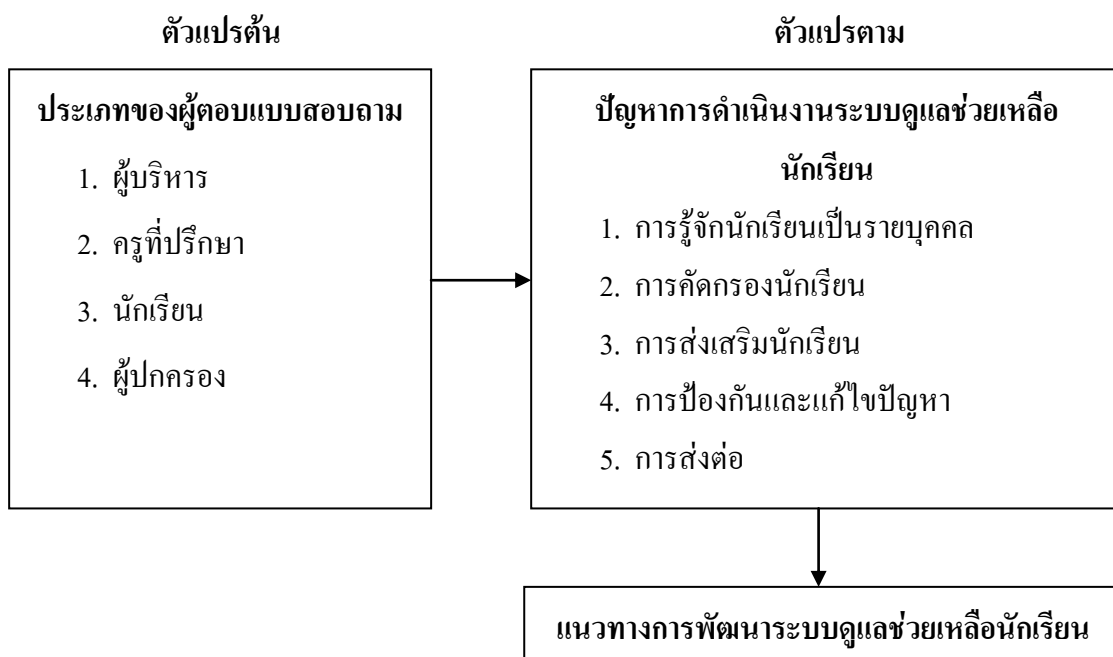 ตัวแปรต้น
ประเภทของผู้ตอบแบบสอบถาม
1. ผู้บริหาร
2. ครูที่ปรึกษา
3. นักเรียน
4. ผู้ปกครอง
ตัวแปรตาม
ปัญหาการดำเนินงานระบบดูแลช่วยเหลือ
นักเรียน
1. การรู้จักนักเรียนเป็นรายบุคคล
2. การคัดกรองนักเรียน
3. การส่งเสริมนักเรียน
4. การป้องกันและแก้ไขปัญหา
5. การส่งต่อ
แนวทางการพัฒนาระบบดูแลช่วยเหลือนักเรียน